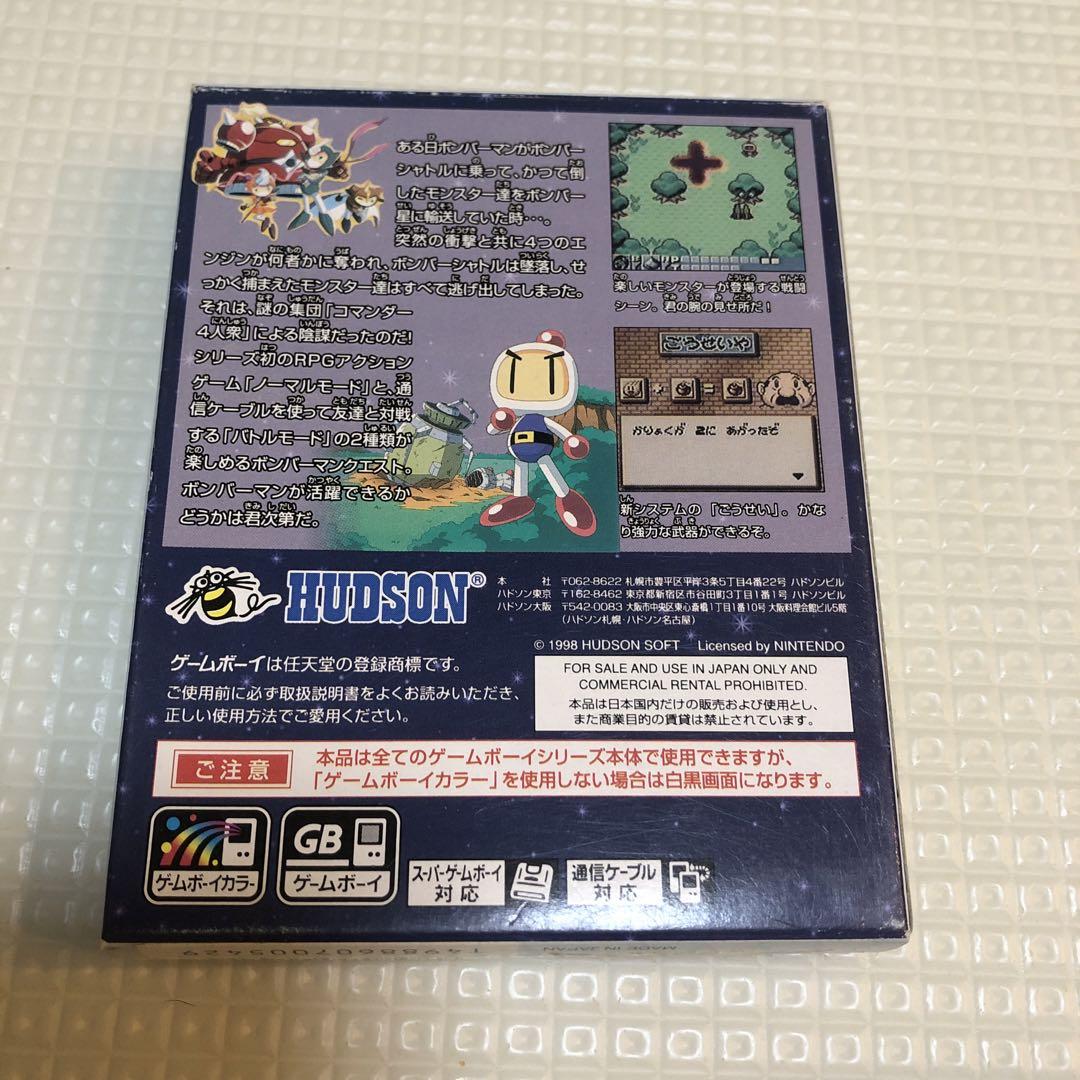 ある日ボンバーマンがボンバー
シャトルに乗って、かつて倒
したモンスター達をボンバー
星に輸送していた時…。
突然の衝撃と共に4つのエ
ンジンが何者かに奪われ、ボンバーシャトルは墜落し、せ
っかく捕まえたモンスター達はすべて逃げ出してしまった。
それは、謎の集団「コマンダー
4人衆」による陰謀だったのだ!
シリーズ初のRPGアクション
ゲーム「ノーマルモード」と、通
信ケーブルを使って友達と対戦
する「バトルモード」の2種類が
楽しめるボンバーマンクエスト。
ボンバーマンが活躍できるか
どうかは君次第だ。
楽しいモンスターが登場する戦闘
シーン。君の腕の見せ所だ!
ごうせいや
+ =
かりょくが 2に あがったぞ
新システムの「ごうせい」。かな
り強力な武器ができるぞ。
HUDSON®
本 社 〒062-8622 札幌市豊平区平岸3条5丁目4番22号 ハドソンビル
ハドソン東京 〒162-8462 東京都新宿区市谷田町3丁目1番1号 ハドソンビル
ハドソン大阪 〒542-0083 大阪市中央区東心斎橋1丁目1番10号 大阪料理会館ビル5階
(ハドソン札幌・ハドソン名古屋)
© 1998 HUDSON SOFT Licensed by NINTENDO
ゲームボーイは任天堂の登録商標です。
ご使用前に必ず取扱説明書をよくお読みいただき、
正しい使用方法でご愛用ください。
FOR SALE AND USE IN JAPAN ONLY AND
COMMERCIAL RENTAL PROHIBITED.
本品は日本国内だけの販売および使用とし、
また商業目的の賃貸は禁止されています。
ご注意
本品は全てのゲームボーイシリーズ本体で使用できますが、
「ゲームボーイカラー」を使用しない場合は白黒画面になります。
ゲームボーイカラー
GB
ゲームボーイ
スーパーゲームボーイ
対応
通信ケーブル
対応
T4988607005429
MADE IN JAPAN